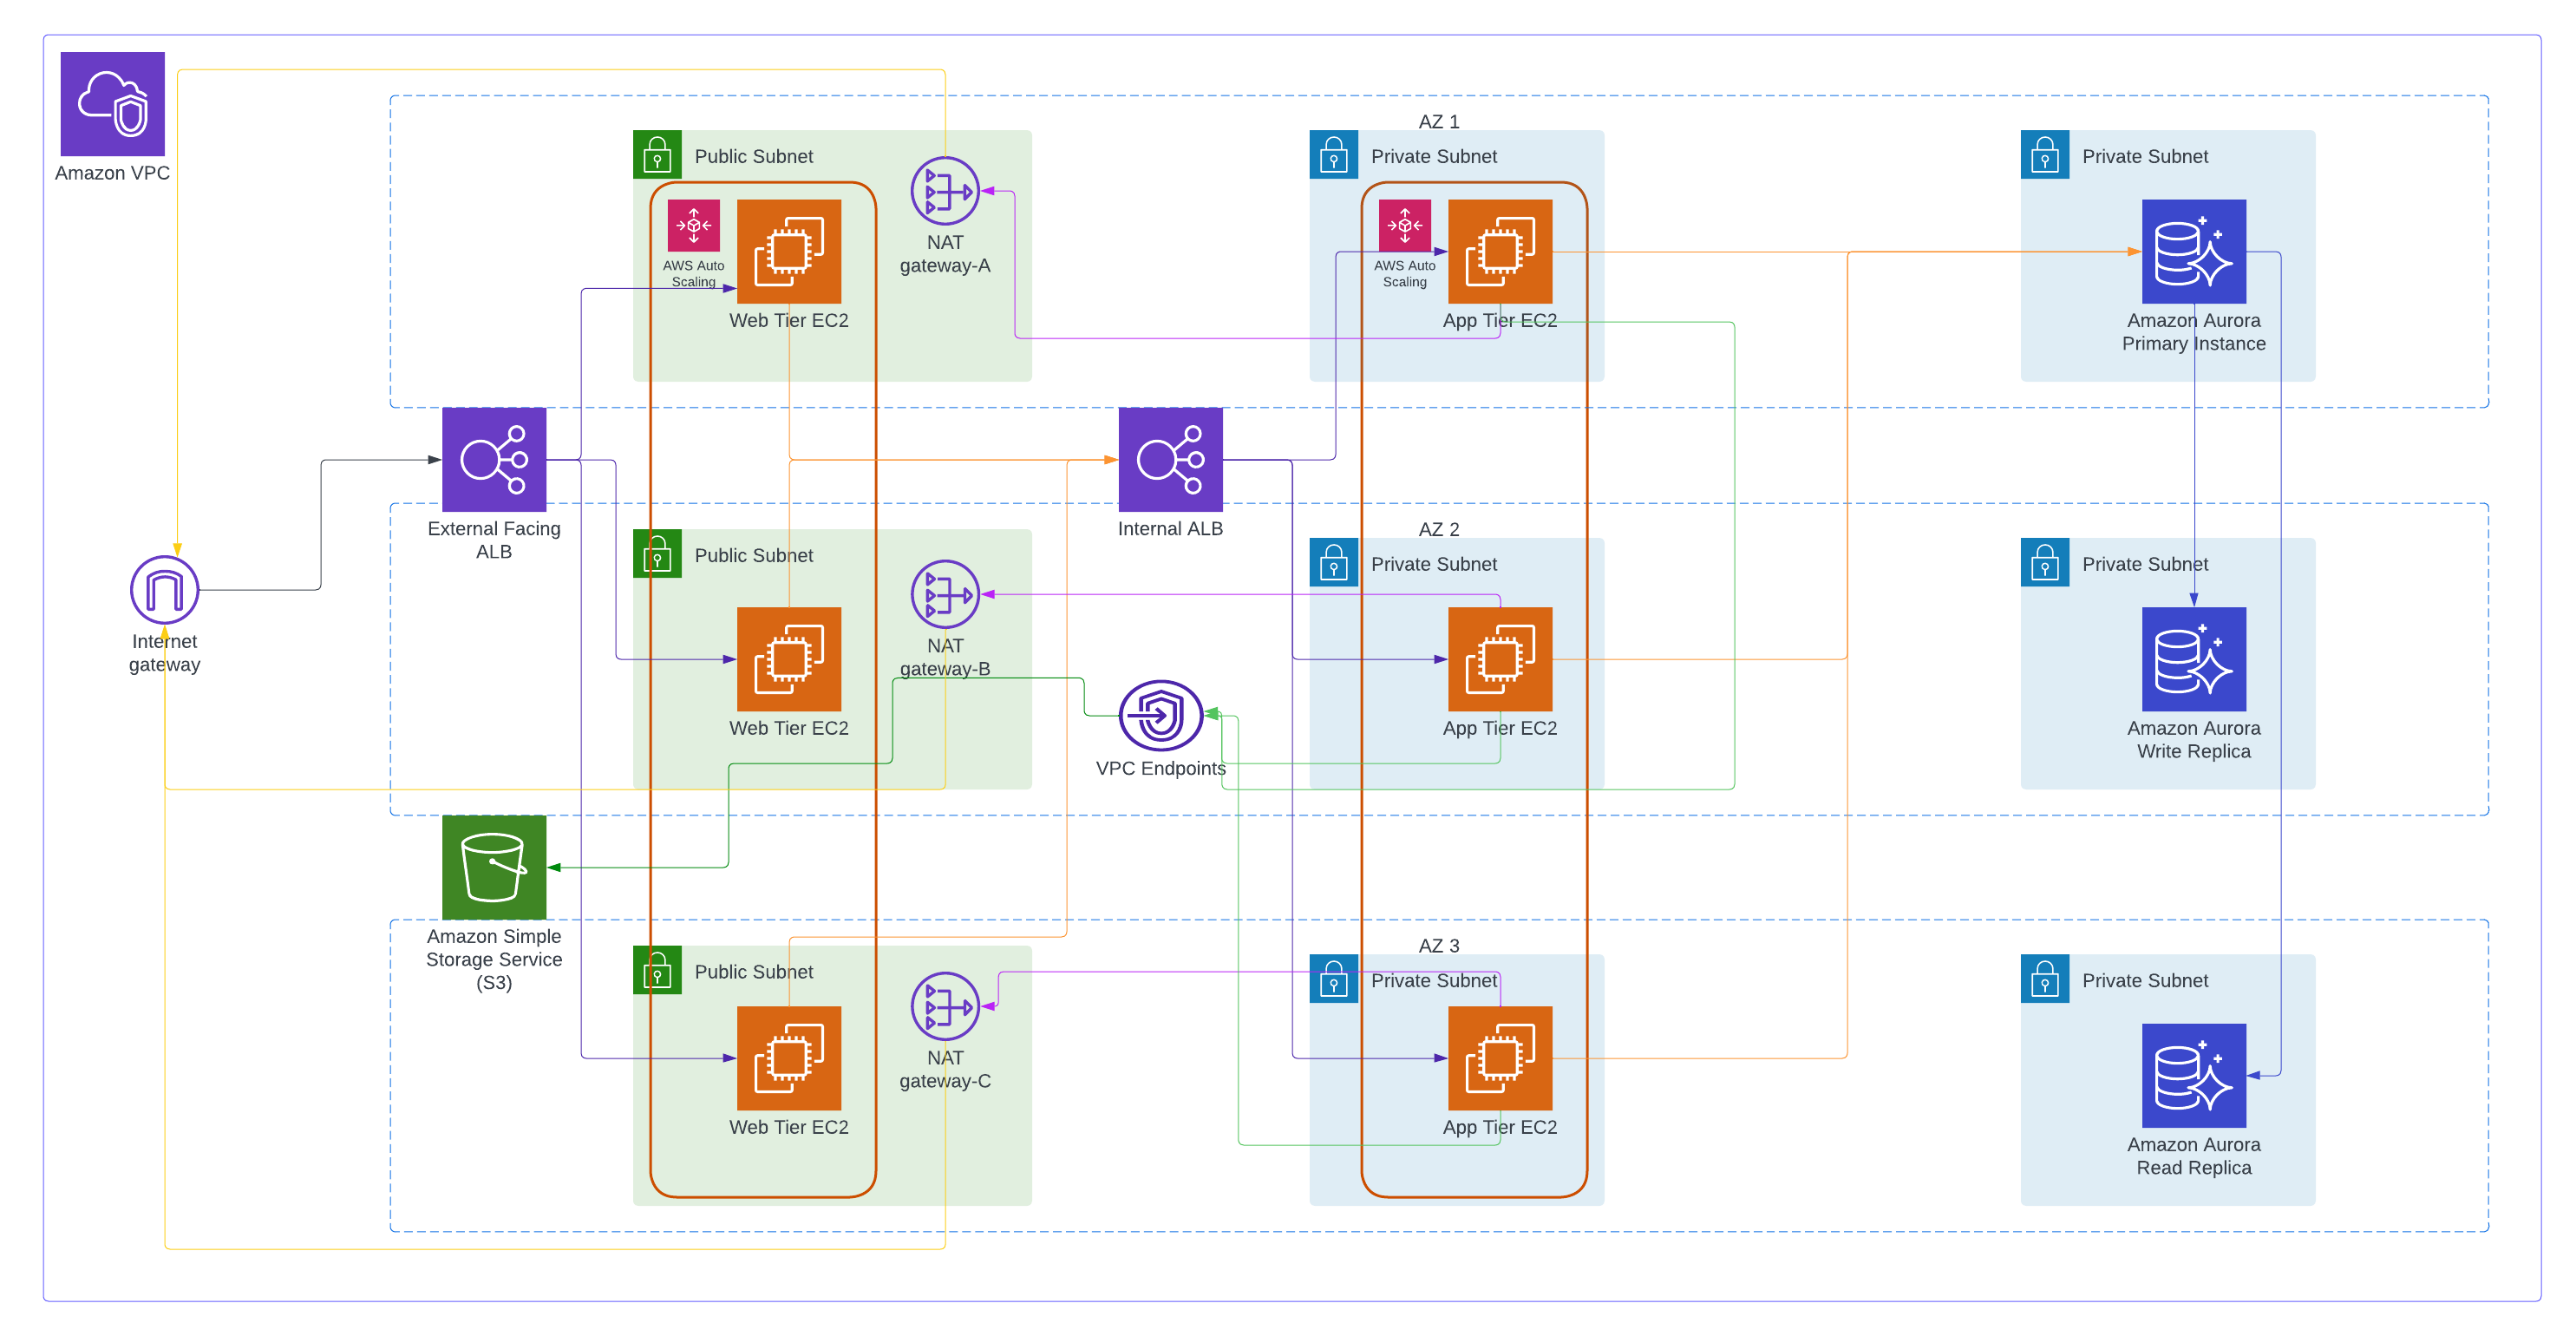 Amazon VPC
AZ 1
Public Subnet
Private Subnet
Private Subnet
AWS Auto
Scaling
NAT
gateway-A
AWS Auto
Scaling
Web Tier EC2
App Tier EC2
Amazon Aurora
Primary Instance
External Facing
ALB
Internal ALB
AZ 2
Public Subnet
Private Subnet
Private Subnet
Internet
gateway
NAT
gateway-B
Web Tier EC2
VPC Endpoints
App Tier EC2
Amazon Aurora
Write Replica
Amazon Simple
Storage Service
(S3)
AZ 3
Public Subnet
Private Subnet
Private Subnet
NAT
gateway-C
Web Tier EC2
App Tier EC2
Amazon Aurora
Read Replica